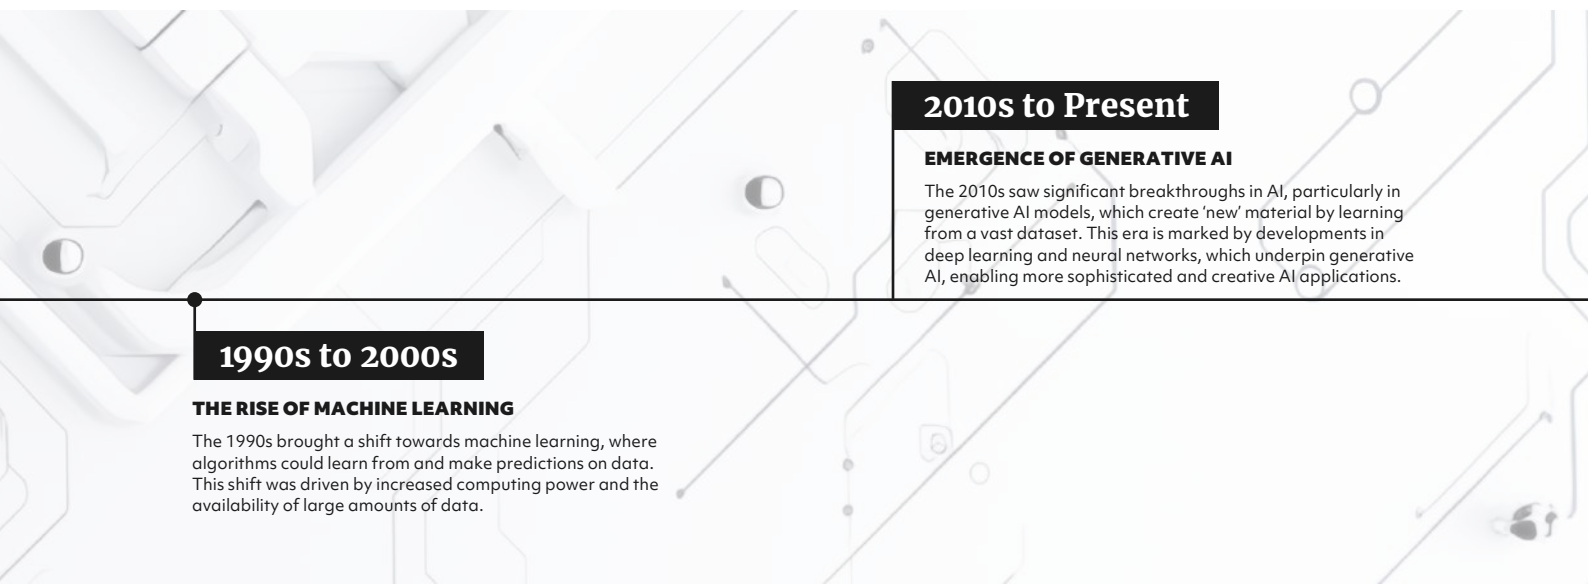 2010s to Present
EMERGENCE OF GENERATIVE AI
The 2010s saw significant breakthroughs in AI, particularly in
generative AI models, which create ‘new’ material by learning
from a vast dataset. This era is marked by developments in
deep learning and neural networks, which underpin generative
AI, enabling more sophisticated and creative AI applications.
1990s to 2000s
THE RISE OF MACHINE LEARNING
The 1990s brought a shift towards machine learning, where
algorithms could learn from and make predictions on data.
This shift was driven by increased computing power and the
availability of large amounts of data.